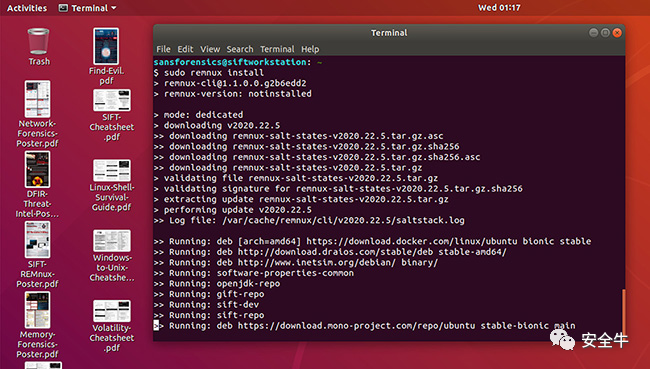 Activities
Terminal
Wed 01:17
Trash
Find-Evil.
pdf
Network-
Forensics-
Poster.pdf
SIFT-
Cheatsheet
.pdf
DFIR-
Threat-
Intel-Pos...
Linux-Shell-
Survival-
Guide.pdf
SIFT-
REMnux-
Poster.pdf
Windows-
to-Unix-
Cheatshe...
Memory-
Forensics-
Poster.pdf
Volatility-
Cheatsheet.
pdf
Terminal
File Edit View Search Terminal Help
sansforensics@siftworkstation: ~
$ sudo remnux install
> remnux-cli@1.1.0.0.g2b6edd2
> remnux-version: notinstalled
> mode: dedicated
> downloading v2020.22.5
>> downloading remnux-salt-states-v2020.22.5.tar.gz.asc
>> downloading remnux-salt-states-v2020.22.5.tar.gz.sha256
>> downloading remnux-salt-states-v2020.22.5.tar.gz.sha256.asc
>> downloading remnux-salt-states-v2020.22.5.tar.gz
> validating file remnux-salt-states-v2020.22.5.tar.gz
> validating signature for remnux-salt-states-v2020.22.5.tar.gz.sha256
> extracting update remnux-salt-states-v2020.22.5.tar.gz
> performing update v2020.22.5
>> Log file: /var/cache/remnux/cli/v2020.22.5/saltstack.log
>> Running: deb [arch=amd64] https://download.docker.com/linux/ubuntu bionic stable
>> Running: deb http://download.draios.com/stable/deb stable-amd64/
>> Running: deb http://www.inetsim.org/debian/ binary/
>> Running: software-properties-common
>> Running: openjdk-repo
>> Running: gift-repo
>> Running: sift-dev
>> Running: sift-repo
>> Running: deb https://download.mono-project.com/repo/ubuntu stable-bionic main
安全牛